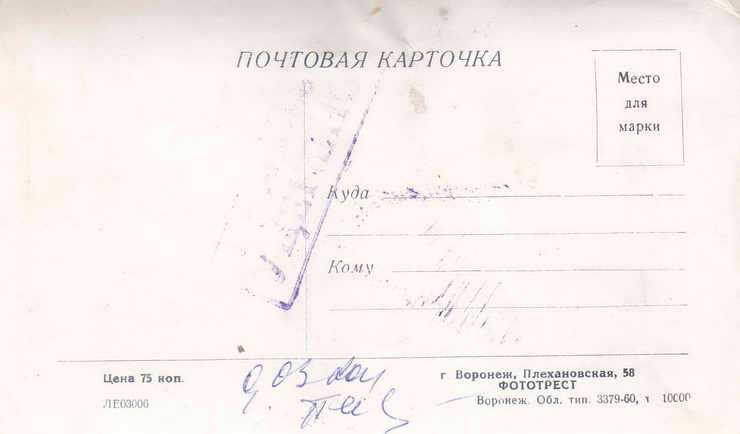 ПОЧТОВАЯ КАРТОЧКА
Место
для
марки
Куда
Кому
Цена 75 коп.
ЛЕ03006
г Воронеж, Плехановская, 58
ФОТОТРЕСТ
Воронеж. Обл. тип. 3379-60, т 10000